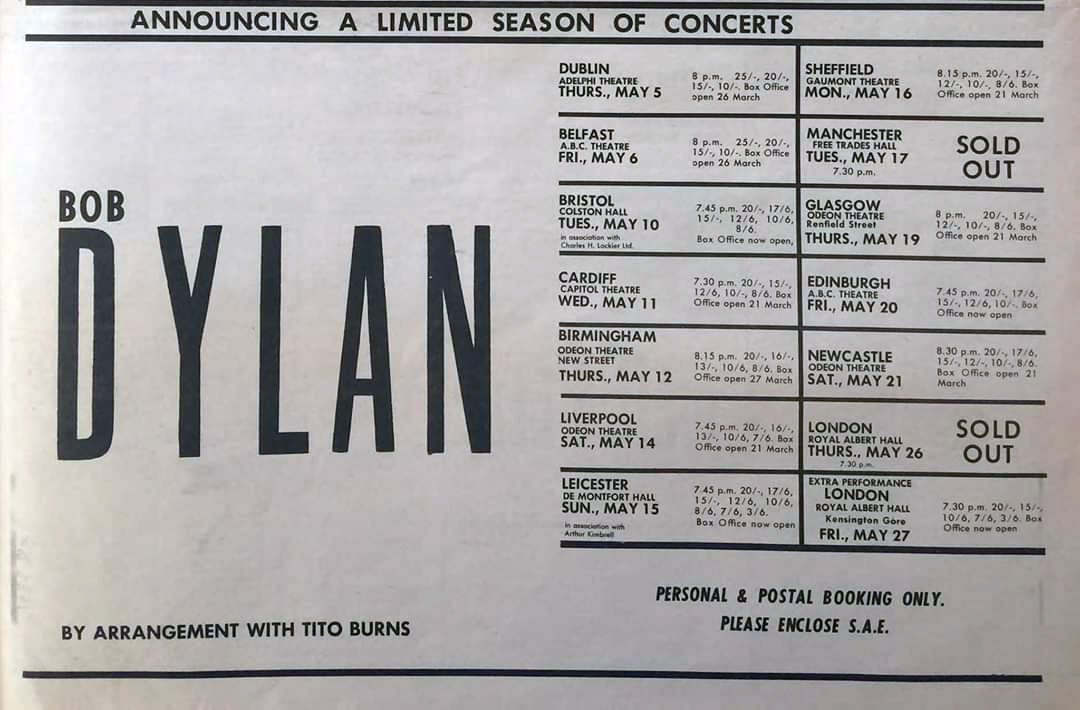 ANNOUNCING A LIMITED SEASON OF CONCERTS
BOB
DYLAN
BY ARRANGEMENT WITH TITO BURNS
DUBLIN
ADELPHI THEATRE
THURS., MAY 5
8 p.m. 25/-, 20/-,
15/-, 10/-. Box Office
open 26 March
BELFAST
A.B.C. THEATRE
FRI., MAY 6
8 p.m. 25/-, 20/-,
15/-, 10/-. Box Office
open 26 March
BRISTOL
COLSTON HALL
TUES., MAY 10
in association with
Charles H. Lockier Ltd.
7.45 p.m. 20/-, 17/6,
15/-, 12/6, 10/6,
8/6.
Box Office now open,
CARDIFF
CAPITOL THEATRE
WED., MAY 11
7.30 p.m. 20/-, 15/-,
12/6, 10/-, 8/6. Box
Office open 21 March
BIRMINGHAM
ODEON THEATRE
NEW STREET
THURS., MAY 12
8.15 p.m. 20/-, 16/-,
13/-, 10/6, 8/6. Box
Office open 27 March
LIVERPOOL
ODEON THEATRE
SAT., MAY 14
7.45 p.m. 20/-, 16/-,
13/-, 10/6, 7/6. Box
Office open 21 March
LEICESTER
DE MONTFORT HALL
SUN., MAY 15
in association with
Arthur Kimbrell
7.45 p.m. 20/-, 17/6,
15/-, 12/6, 10/6,
8/6, 7/6, 3/6.
Box Office now open
SHEFFIELD
GAUMONT THEATRE
MON., MAY 16
8.15 p.m. 20/-, 15/-,
12/-, 10/-, 8/6. Box
Office open 21 March
MANCHESTER
FREE TRADES HALL
TUES., MAY 17
7.30 p.m.
SOLD
OUT
GLASGOW
ODEON THEATRE
Renfield Street
THURS., MAY 19
8 p.m. 20/-, 15/-,
12/-, 10/-, 8/6. Box
Office open 21 March
EDINBURGH
A.B.C. THEATRE
FRI., MAY 20
7.45 p.m. 20/-, 17/6,
15/-, 12/6, 10/-. Box
Office now open
NEWCASTLE
ODEON THEATRE
SAT., MAY 21
8.30 p.m. 20/-, 17/6,
15/-, 12/-, 10/-, 8/6.
Box Office open 21
March
LONDON
ROYAL ALBERT HALL
THURS., MAY 26
7.30 p.m.
SOLD
OUT
EXTRA PERFORMANCE
LONDON
ROYAL ALBERT HALL
Kensington Gore
FRI., MAY 27
7.30 p.m. 20/-, 15/-,
10/6, 7/6, 3/6. Box
Office now open
PERSONAL & POSTAL BOOKING ONLY.
PLEASE ENCLOSE S.A.E.